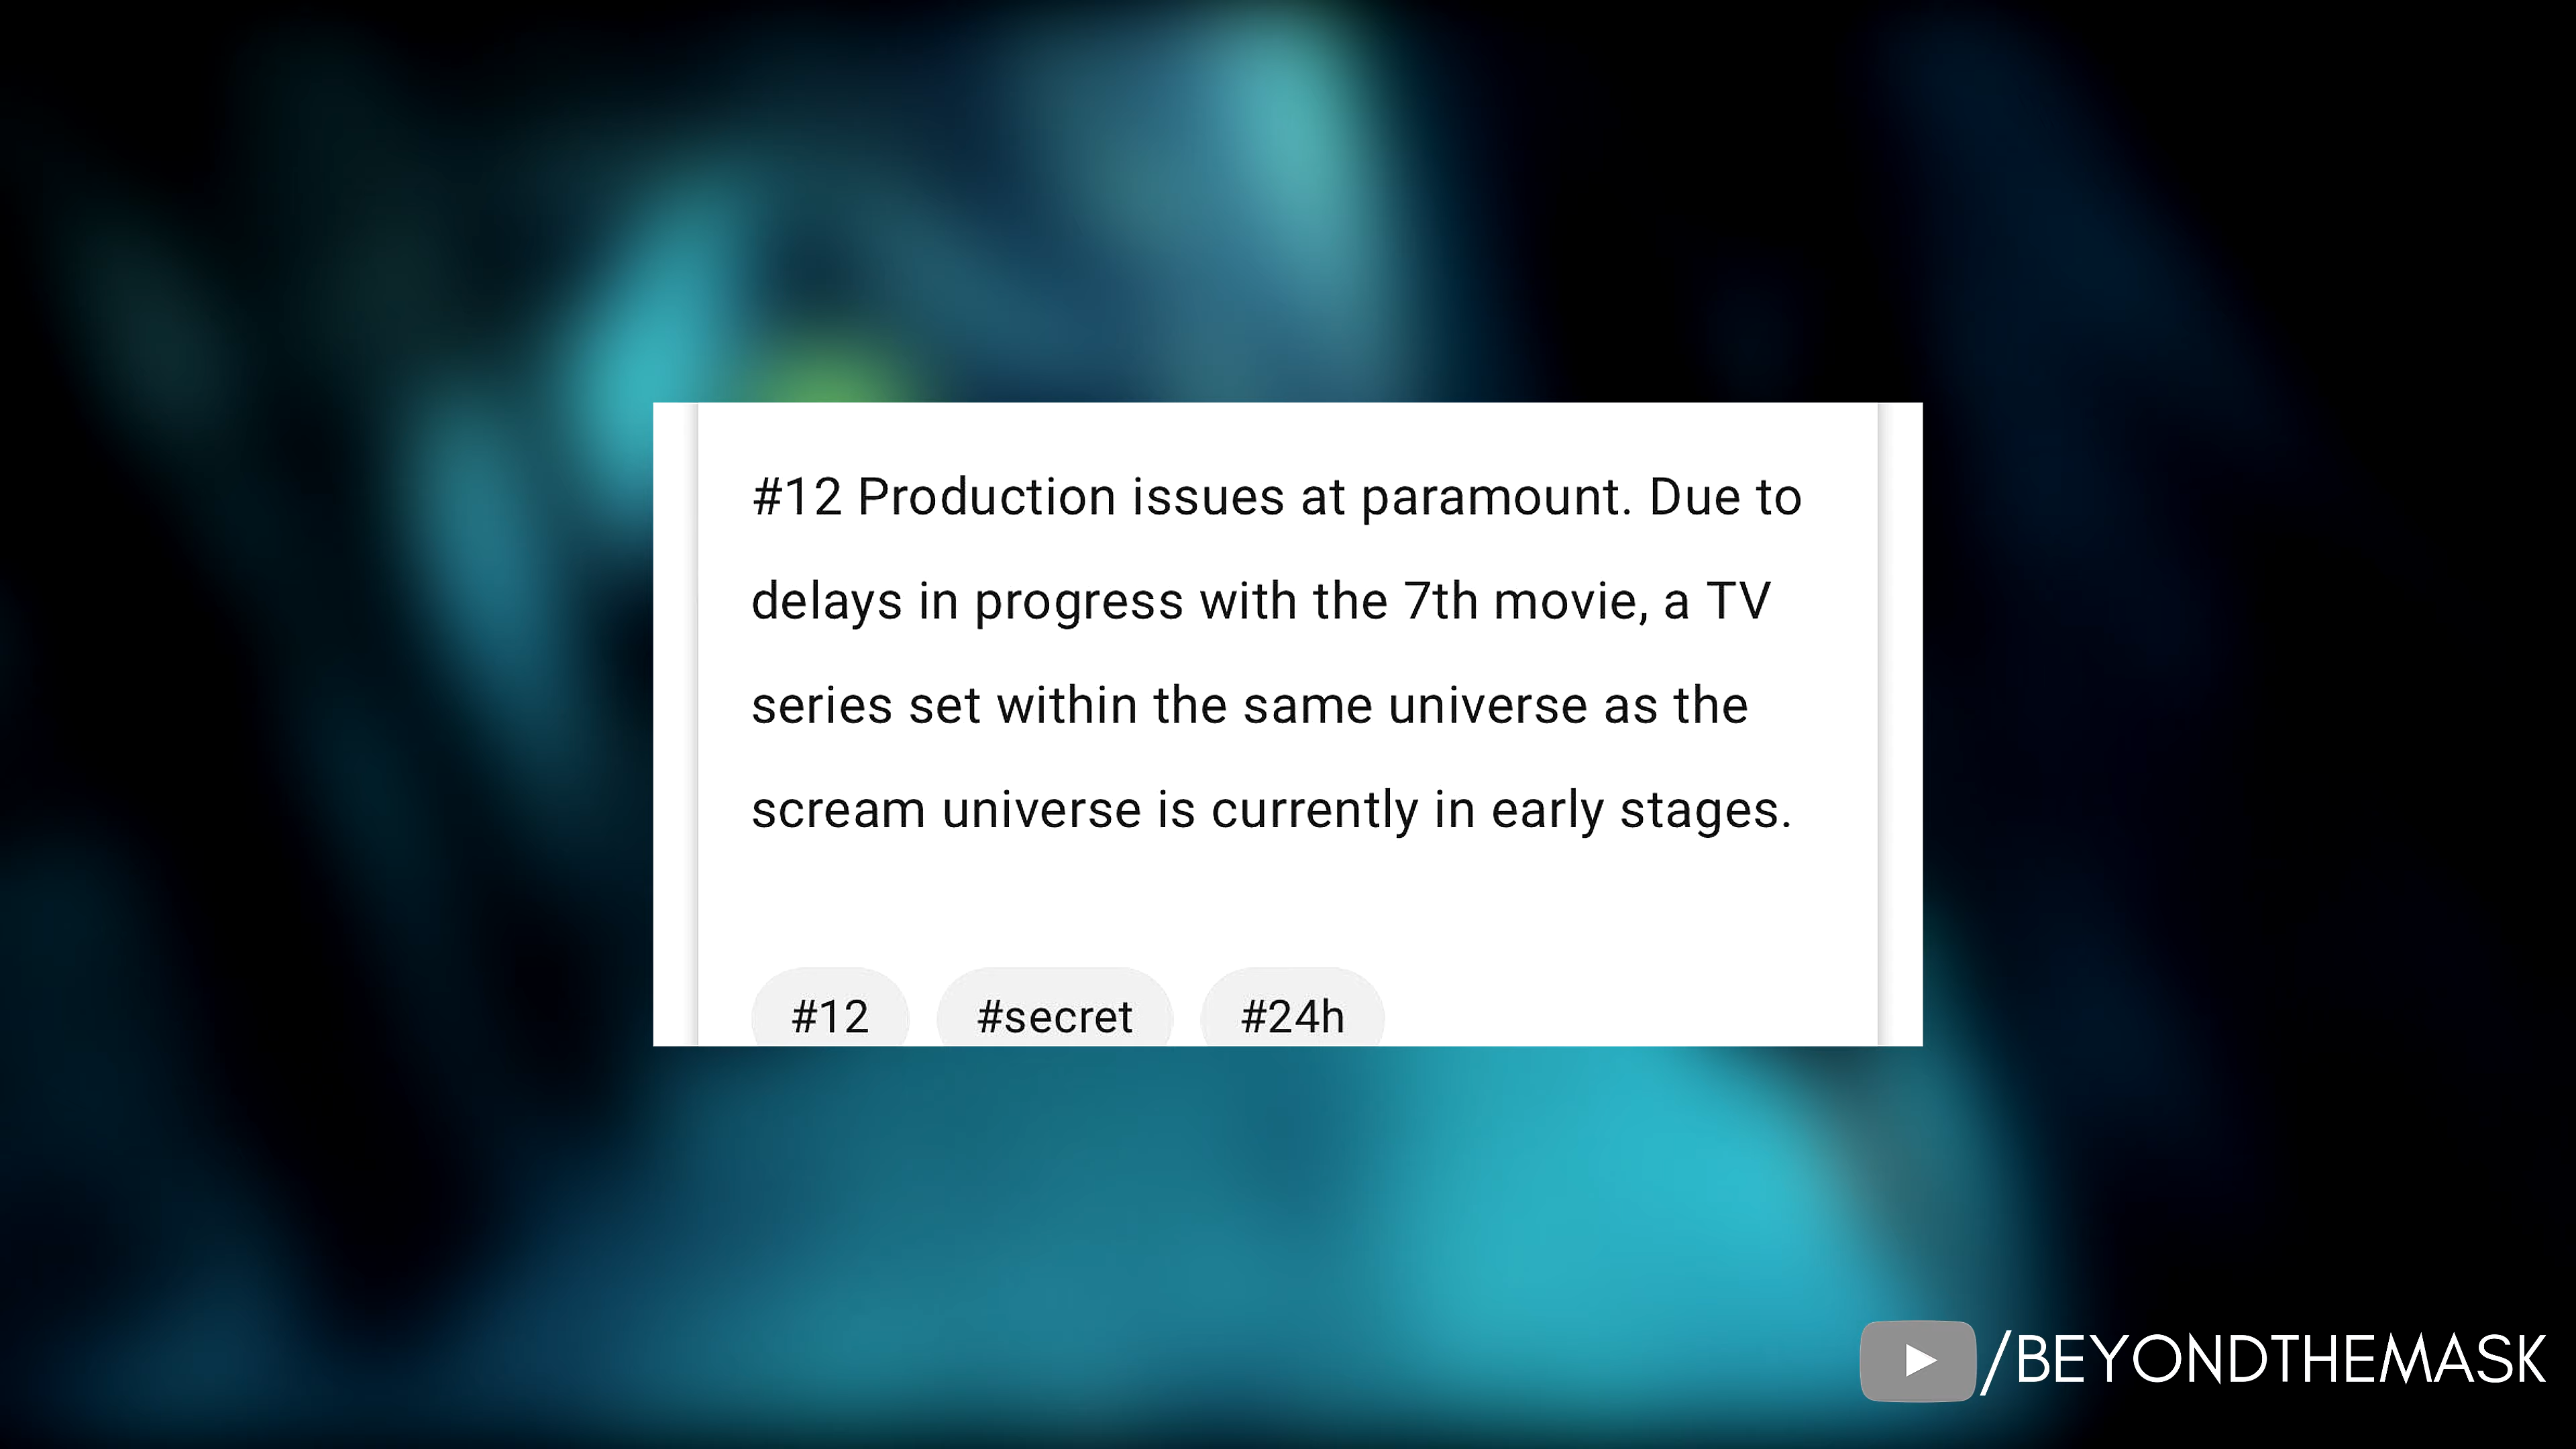 #12 Production issues at paramount. Due to
delays in progress with the 7th movie, a TV
series set within the same universe as the
scream universe is currently in early stages.
#12 #secret #24h
/BEYONDTHEMASK